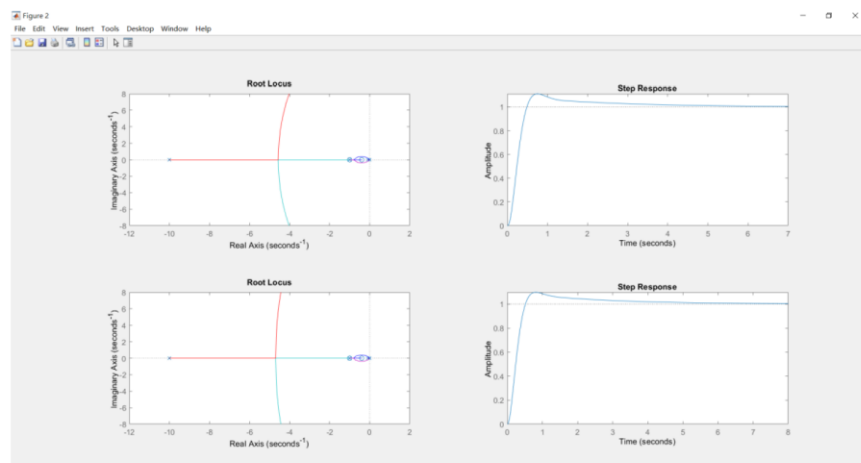 Figure 2
File Edit View Insert Tools Desktop Window Help
Root Locus
8
6
4
2
0
-2
-4
-6
-8
Imaginary Axis (seconds⁻¹)
-12 -10 -8 -6 -4 -2 0 2
Real Axis (seconds⁻¹)
Step Response
1
0.8
0.6
0.4
0.2
0
Amplitude
0 1 2 3 4 5 6 7
Time (seconds)
Root Locus
8
6
4
2
0
-2
-4
-6
-8
Imaginary Axis (seconds⁻¹)
-12 -10 -8 -6 -4 -2 0 2
Real Axis (seconds⁻¹)
Step Response
1
0.8
0.6
0.4
0.2
0
Amplitude
0 1 2 3 4 5 6 7 8
Time (seconds)